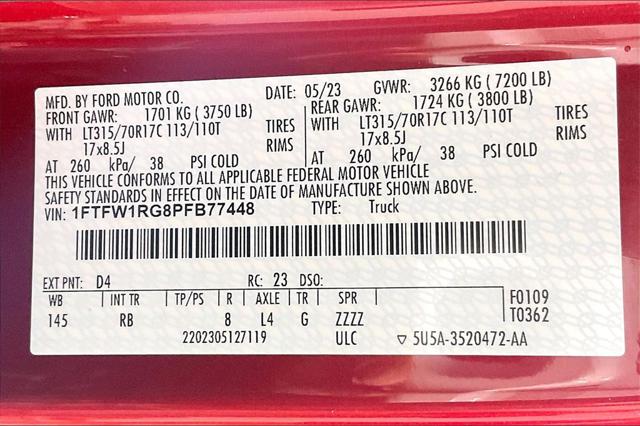 MFD. BY FORD MOTOR CO. DATE: 05/23 GVWR: 3266 KG ( 7200 LB)
FRONT GAWR: 1701 KG ( 3750 LB) REAR GAWR: 1724 KG ( 3800 LB)
WITH LT315/70R17C 113/110T TIRES WITH LT315/70R17C 113/110T TIRES
17x8.5J RIMS 17x8.5J RIMS
AT 260 kPa/ 38 PSI COLD AT 260 kPa/ 38 PSI COLD
THIS VEHICLE CONFORMS TO ALL APPLICABLE FEDERAL MOTOR VEHICLE
SAFETY STANDARDS IN EFFECT ON THE DATE OF MANUFACTURE SHOWN ABOVE.
VIN: 1FTFW1RG8PFB77448 TYPE: Truck
EXT PNT: D4 RC: 23 DSO:
WB INT TR TP/PS R AXLE TR SPR F0109
145 RB 8 L4 G ZZZZ T0362
2202305127119 ULC ▽ 5U5A-3520472-AA